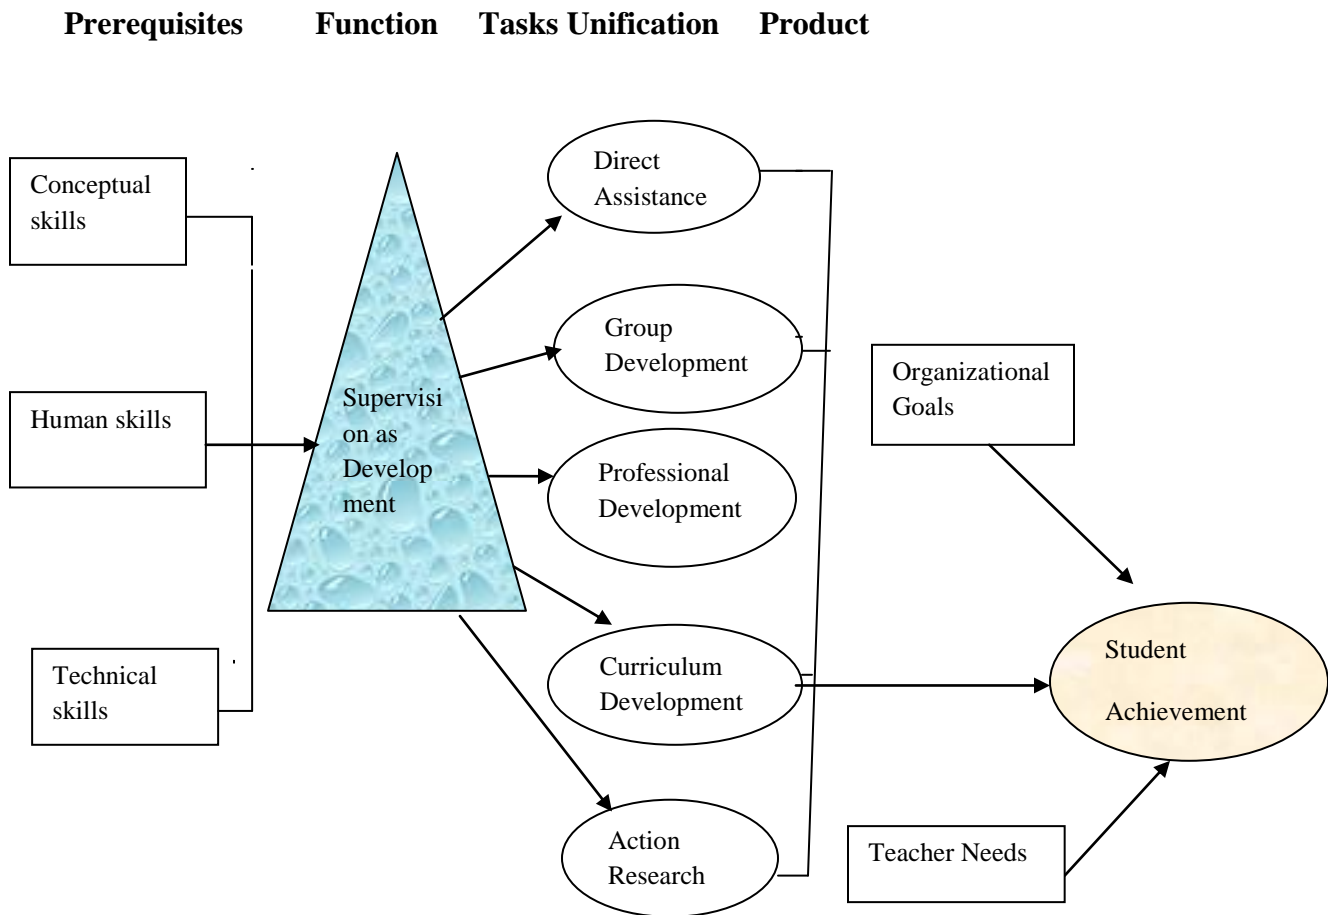 Prerequisites Function Tasks Unification Product
Conceptual
skills
Human skills
Technical
skills
Supervisi
on as
Develop
ment
Direct
Assistance
Group
Development
Professional
Development
Curriculum
Development
Action
Research
Organizational
Goals
Teacher Needs
Student
Achievement